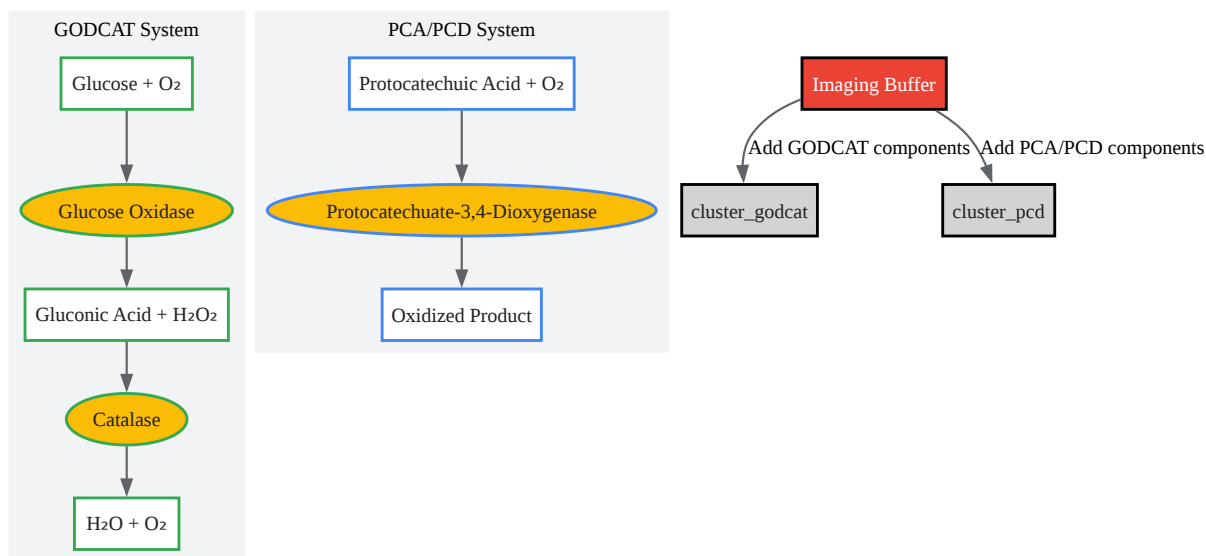 GODCAT System
Glucose + O₂
Glucose Oxidase
Gluconic Acid + H₂O₂
Catalase
H₂O + O₂
PCA/PCD System
Protocatechuic Acid + O₂
Protocatechuate-3,4-Dioxygenase
Oxidized Product
Imaging Buffer
Add GODCAT components
Add PCA/PCD components
cluster_godcat
cluster_pcd